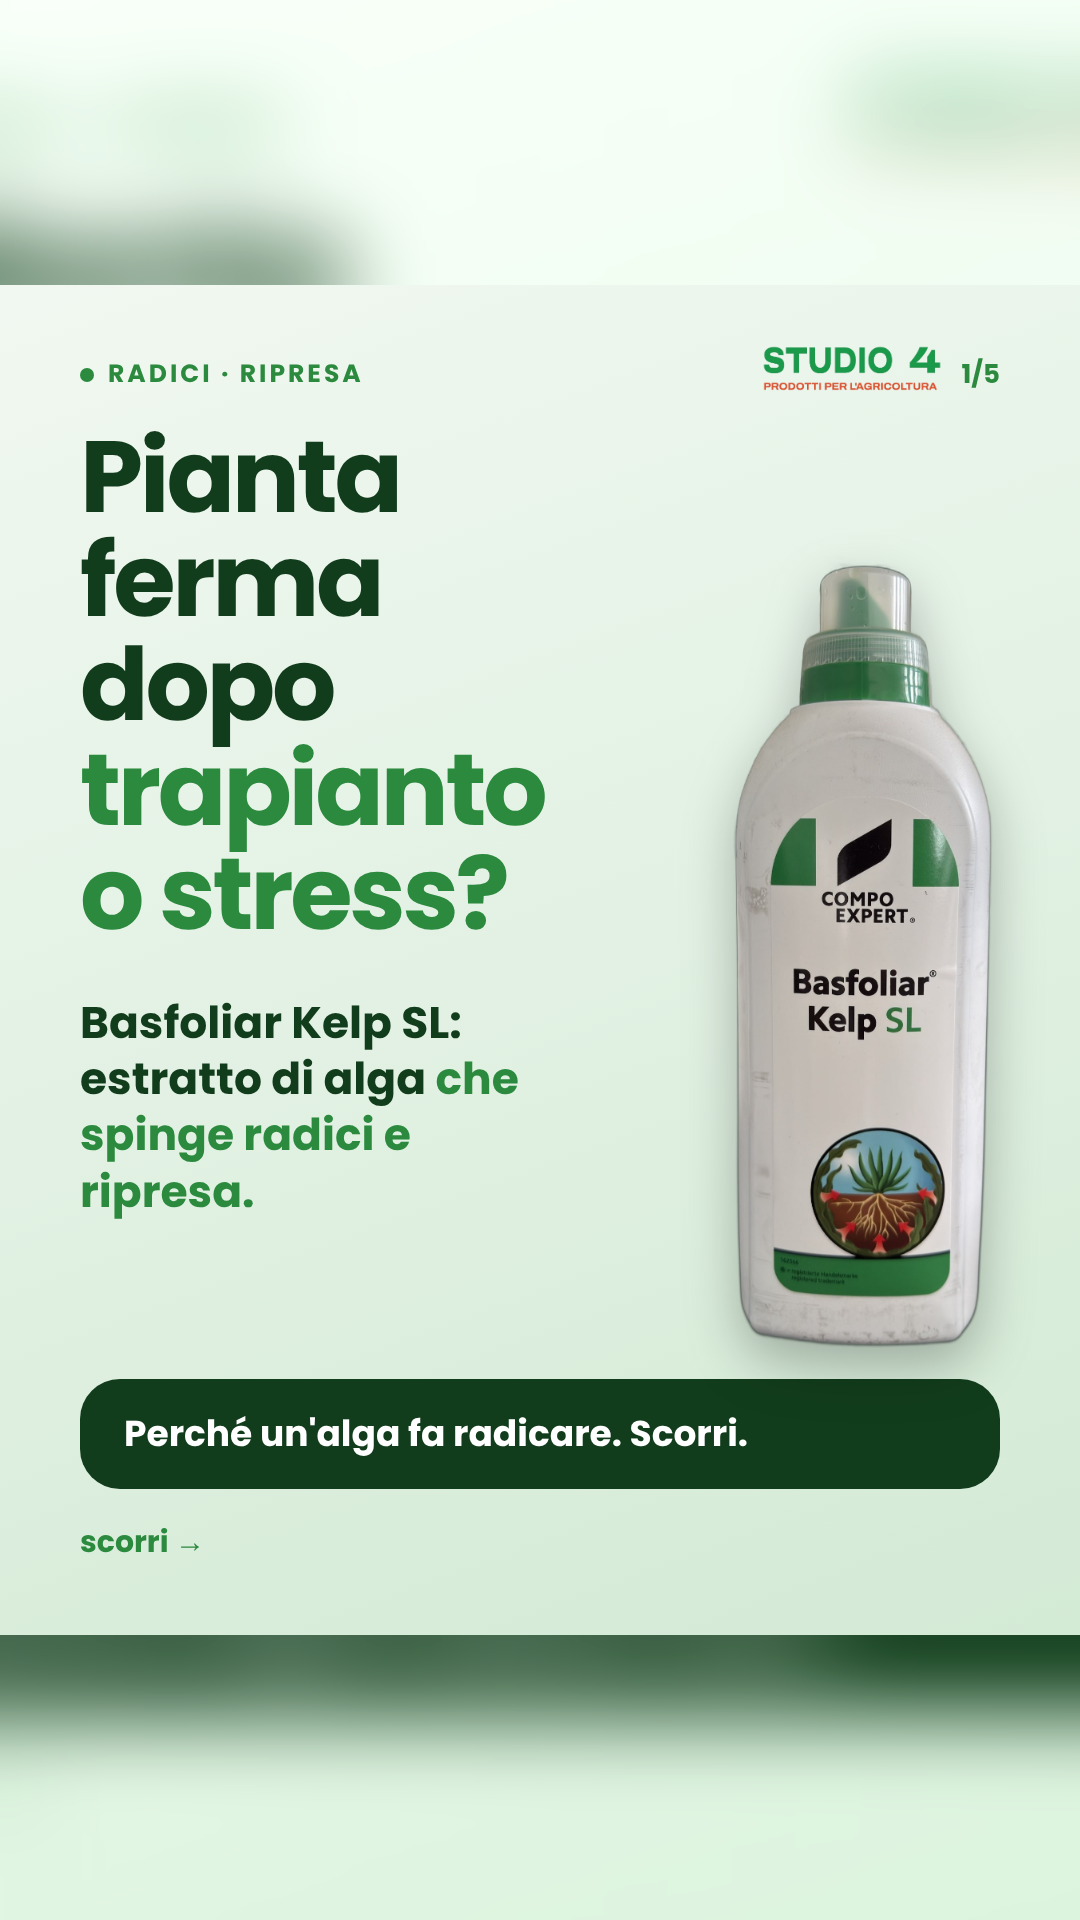 RADICI · RIPRESA
STUDIO 4
PRODOTTI PER L'AGRICOLTURA
1/5
Pianta
ferma
dopo
trapianto
o stress?
Basfoliar Kelp SL:
estratto di alga che
spinge radici e
ripresa.
COMPO
EXPERT®
Basfoliar®
Kelp SL
Perché un'alga fa radicare. Scorri.
scorri →